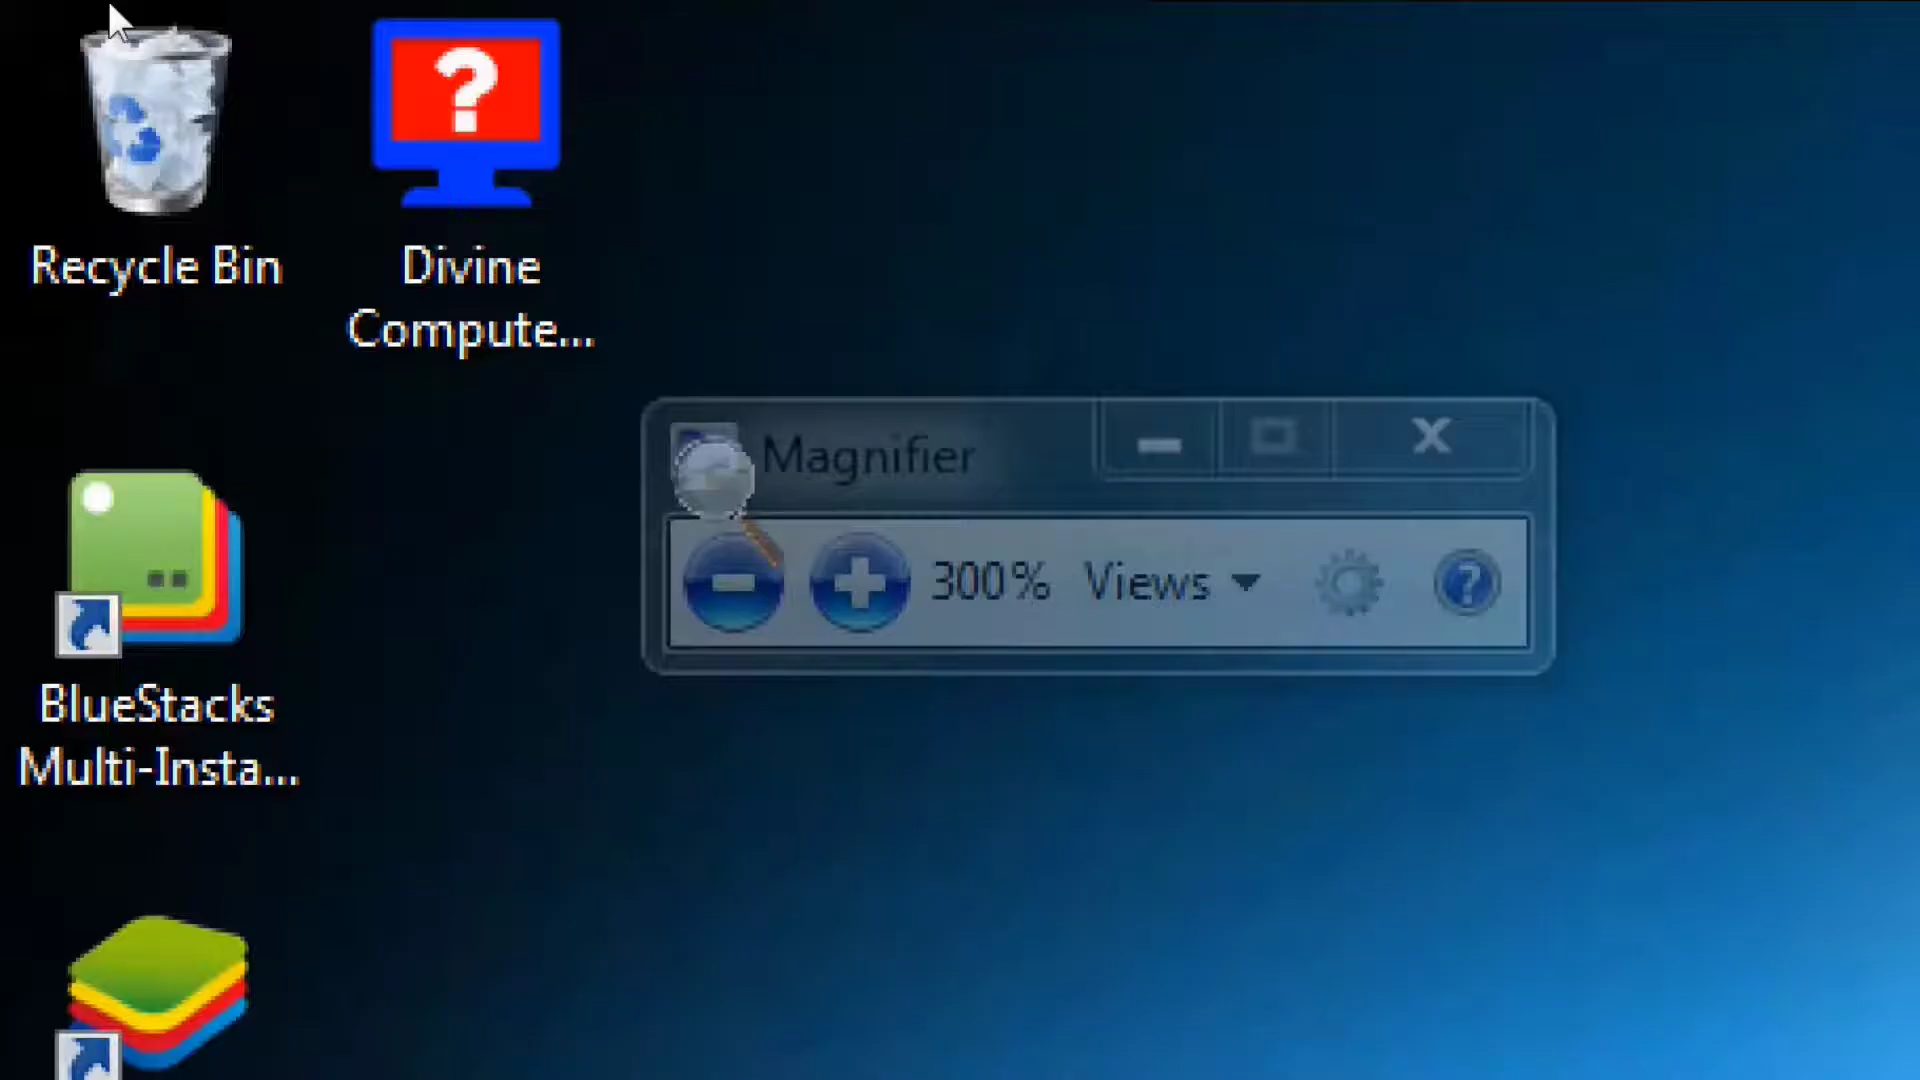 Recycle Bin
Divine
Compute...
Magnifier
300% Views
BlueStacks
Multi-Insta...